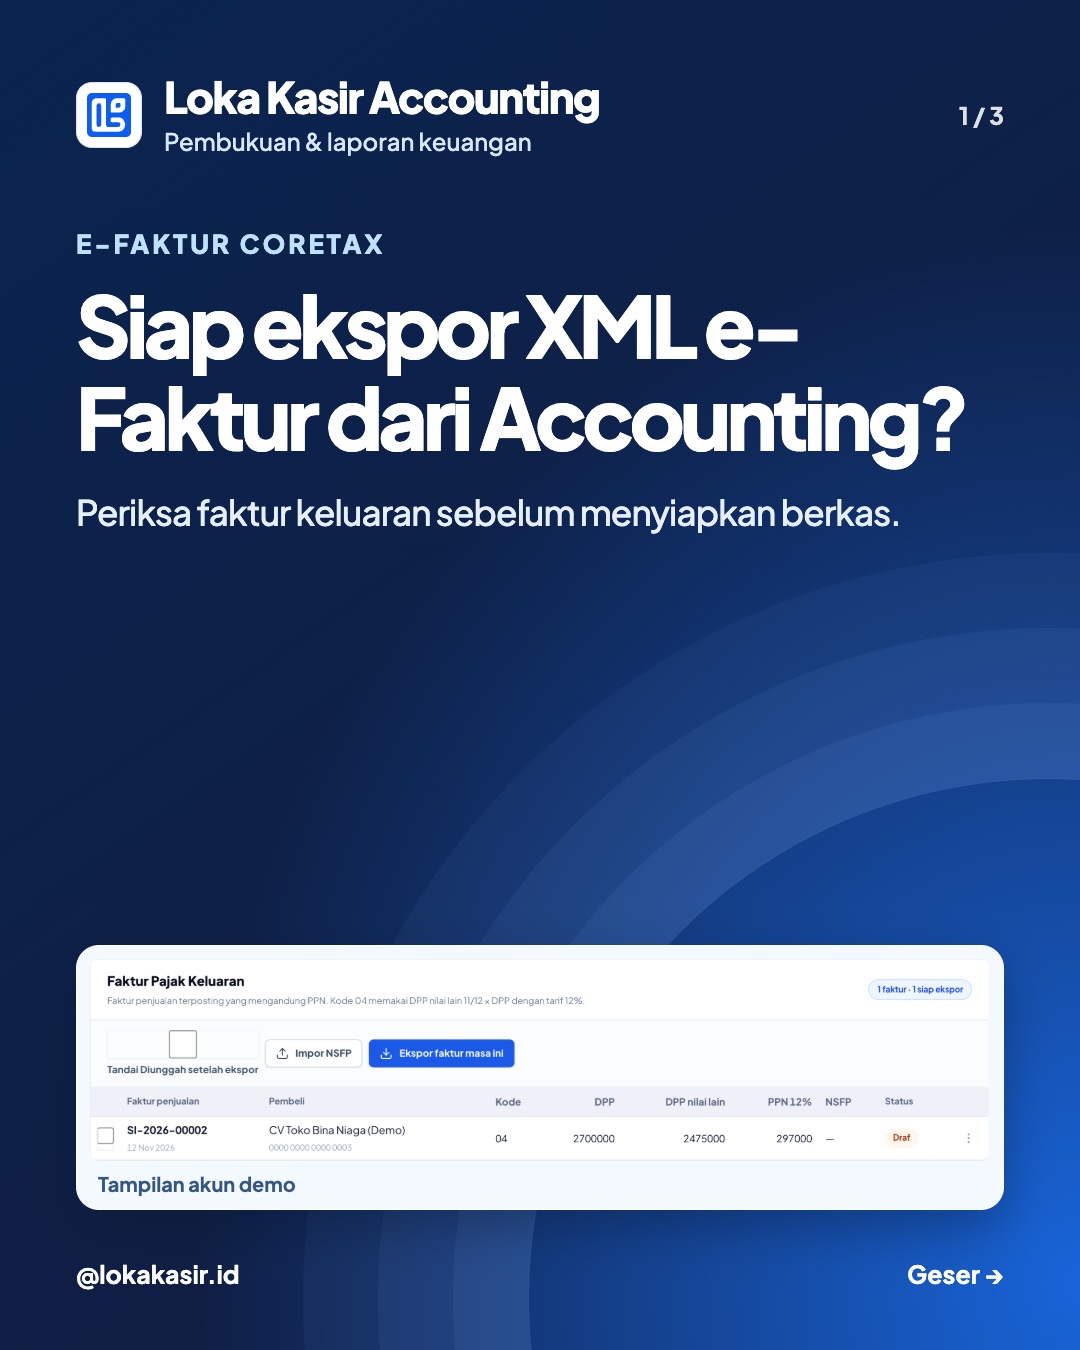 Loka Kasir Accounting
Pembukuan & laporan keuangan
1 / 3
E-FAKTUR CORETAX
Siap ekspor XML e-
Faktur dari Accounting?
Periksa faktur keluaran sebelum menyiapkan berkas.
Faktur Pajak Keluaran
Faktur penjualan terposting yang mengandung PPN. Kode 04 memakai DPP nilai lain 11/12 × DPP dengan tarif 12%.
1 faktur · 1 siap ekspor
Tandai Diunggah setelah ekspor
Impor NSFP
Ekspor faktur masa ini
Faktur penjualan Pembeli Kode DPP DPP nilai lain PPN 12% NSFP Status
SI-2026-00002 CV Toko Bina Niaga (Demo) 04 2700000 2475000 297000 — Draf
12 Nov 2026 0000 0000 0000 0003
Tampilan akun demo
@lokakasir.id
Geser →